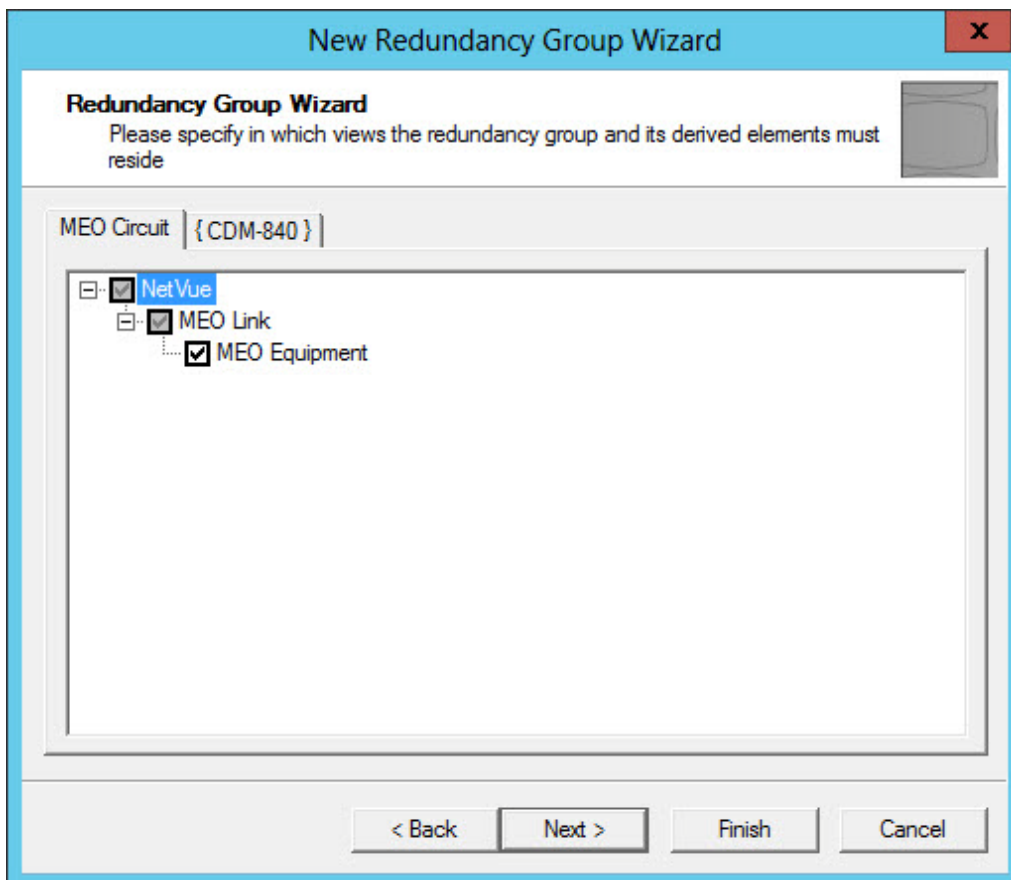 New Redundancy Group Wizard
x
Redundancy Group Wizard
Please specify in which views the redundancy group and its derived elements must
reside
MEO Circuit { CDM-840 }
NetVue
MEO Link
MEO Equipment
< Back Next > Finish Cancel